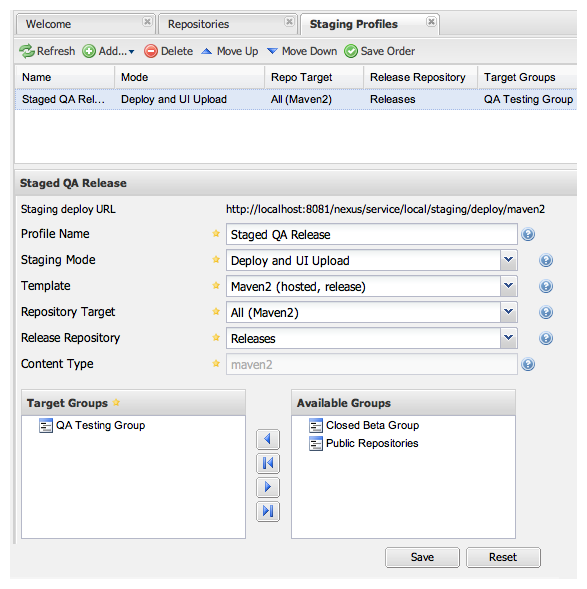 Welcome Repositories Staging Profiles
Refresh Add... Delete Move Up Move Down Save Order
Name Mode Repo Target Release Repository Target Groups
Staged QA Rel... Deploy and UI Upload All (Maven2) Releases QA Testing Group
Staged QA Release
Staging deploy URL http://localhost:8081/nexus/service/local/staging/deploy/maven2
Profile Name Staged QA Release
Staging Mode Deploy and UI Upload
Template Maven2 (hosted, release)
Repository Target All (Maven2)
Release Repository Releases
Content Type maven2
Target Groups Available Groups
QA Testing Group Closed Beta Group
Public Repositories
Save Reset